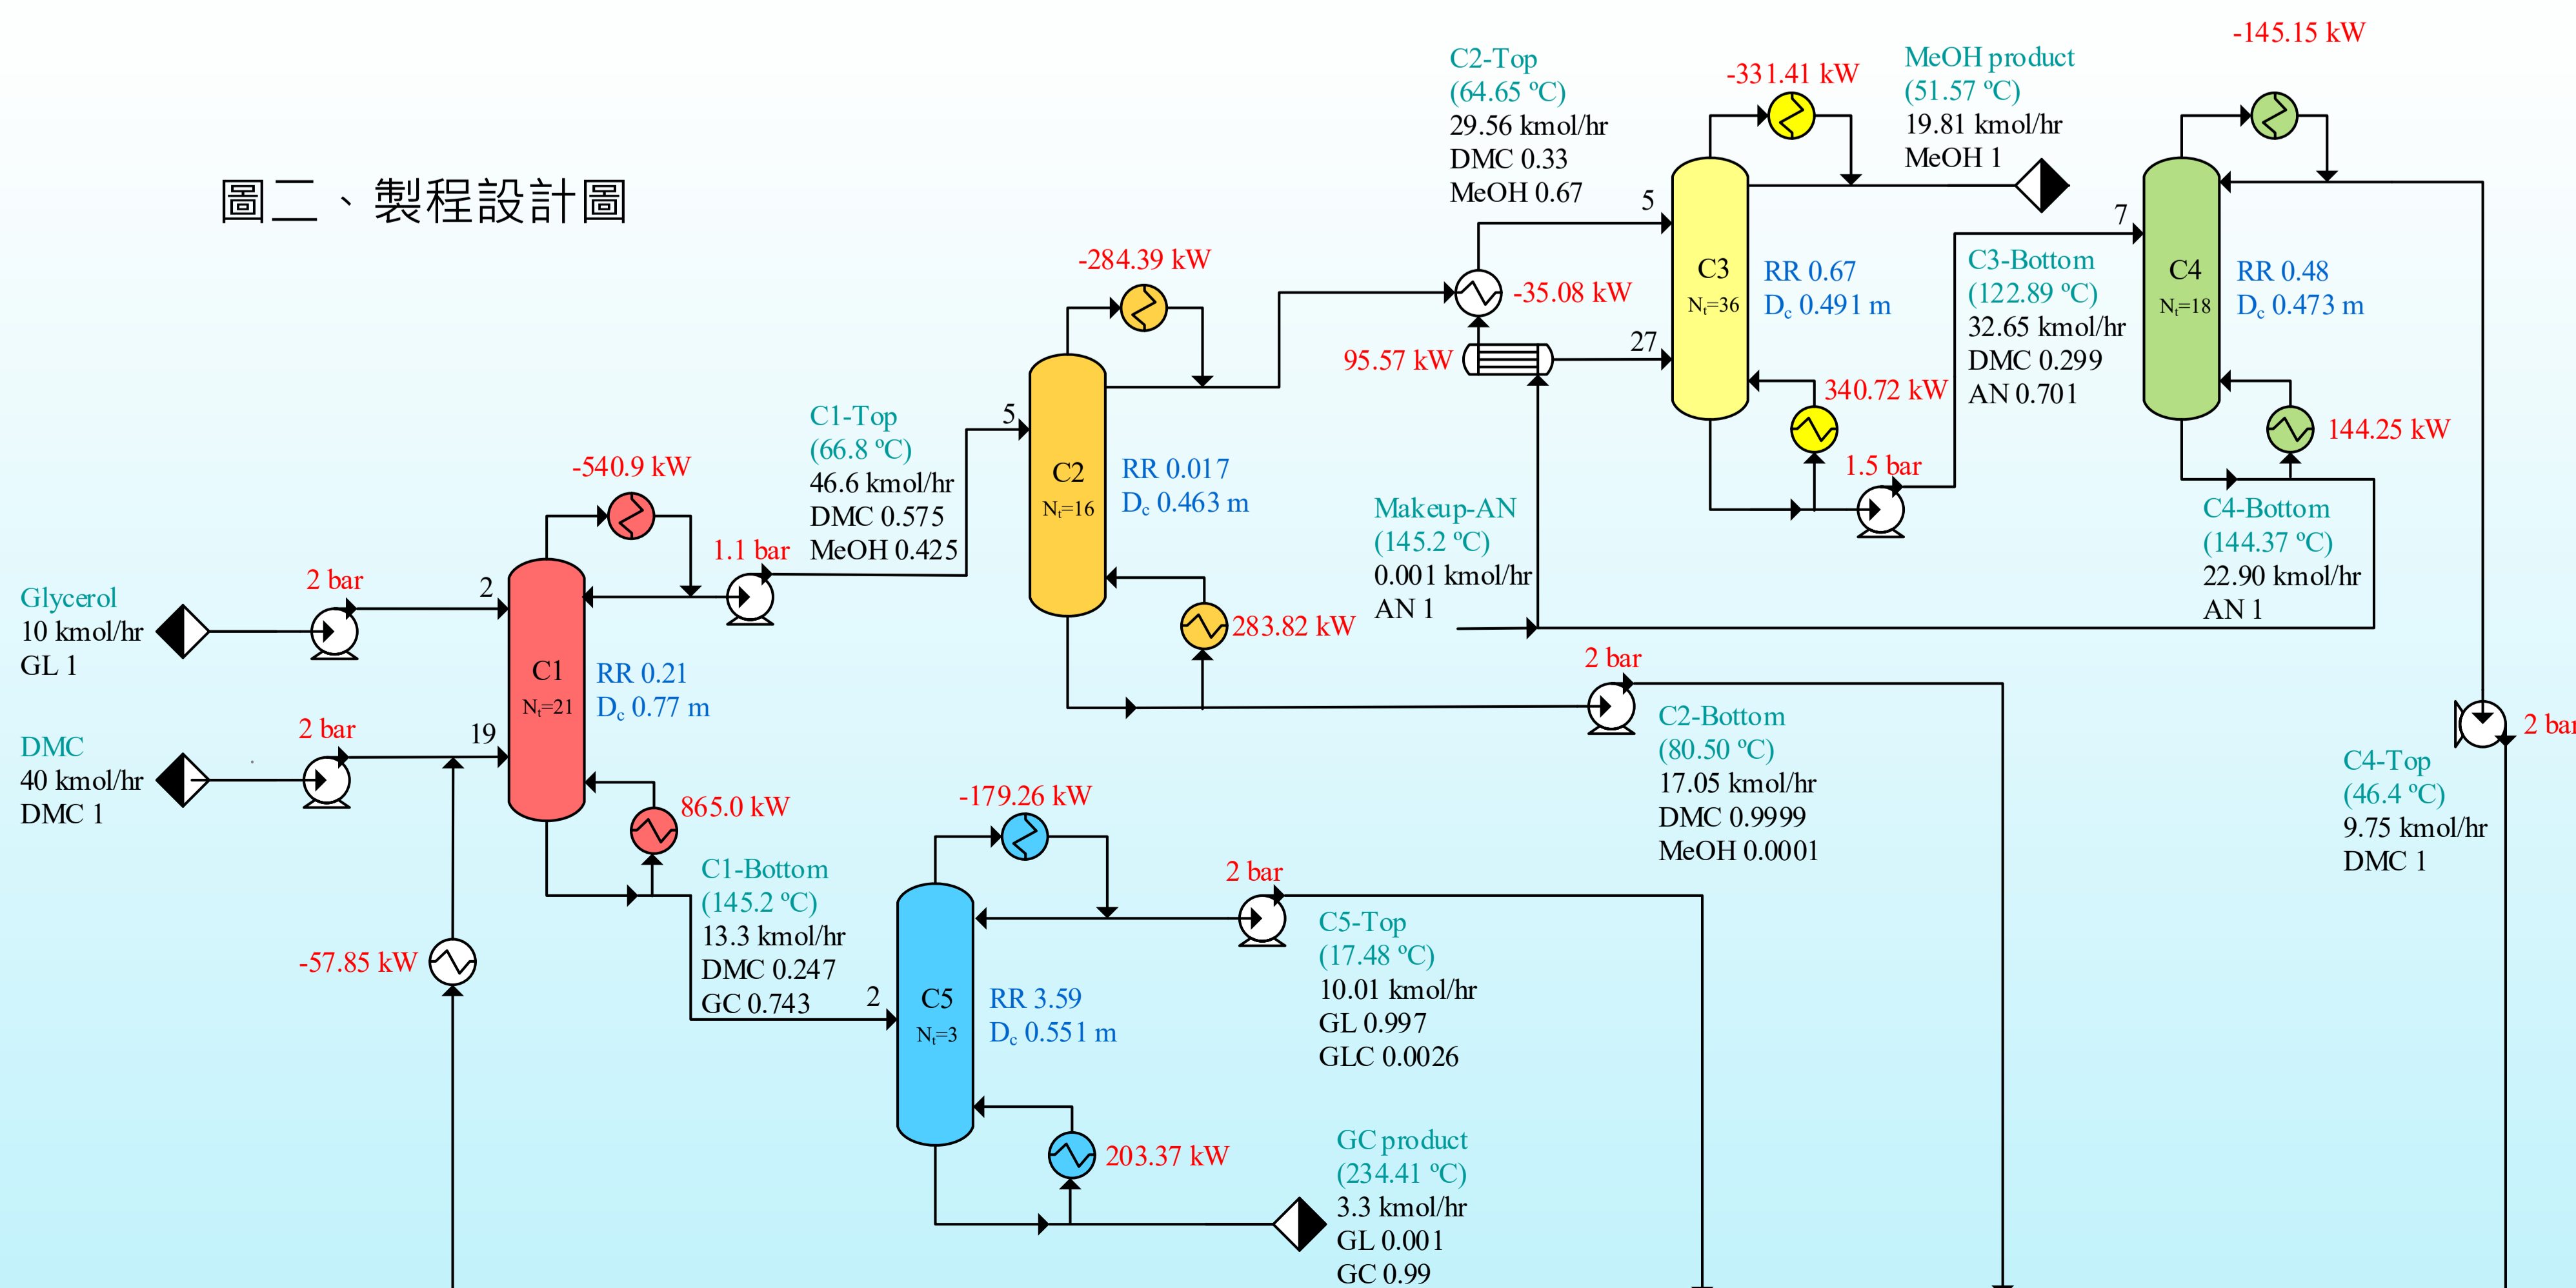 圖二、製程設計圖
Glycerol
10 kmol/hr
GL 1
2 bar
2
DMC
40 kmol/hr
DMC 1
2 bar
19
-57.85 kW
-540.9 kW
C1
Nt=21
RR 0.21
Dc 0.77 m
865.0 kW
1.1 bar
C1-Top
(66.8 ºC)
46.6 kmol/hr
DMC 0.575
MeOH 0.425
C1-Bottom
(145.2 ºC)
13.3 kmol/hr
DMC 0.247
GC 0.743
5
-284.39 kW
C2
Nt=16
RR 0.017
Dc 0.463 m
283.82 kW
C2-Top
(64.65 ºC)
29.56 kmol/hr
DMC 0.33
MeOH 0.67
-35.08 kW
95.57 kW
5
27
Makeup-AN
(145.2 ºC)
0.001 kmol/hr
AN 1
2 bar
C2-Bottom
(80.50 ºC)
17.05 kmol/hr
DMC 0.9999
MeOH 0.0001
-331.41 kW
C3
Nt=36
RR 0.67
Dc 0.491 m
340.72 kW
1.5 bar
MeOH product
(51.57 ºC)
19.81 kmol/hr
MeOH 1
C3-Bottom
(122.89 ºC)
32.65 kmol/hr
DMC 0.299
AN 0.701
7
-145.15 kW
C4
Nt=18
RR 0.48
Dc 0.473 m
144.25 kW
C4-Bottom
(144.37 ºC)
22.90 kmol/hr
AN 1
2 bar
C4-Top
(46.4 ºC)
9.75 kmol/hr
DMC 1
2
-179.26 kW
C5
Nt=3
RR 3.59
Dc 0.551 m
203.37 kW
2 bar
C5-Top
(17.48 ºC)
10.01 kmol/hr
GL 0.997
GLC 0.0026
GC product
(234.41 ºC)
3.3 kmol/hr
GL 0.001
GC 0.99